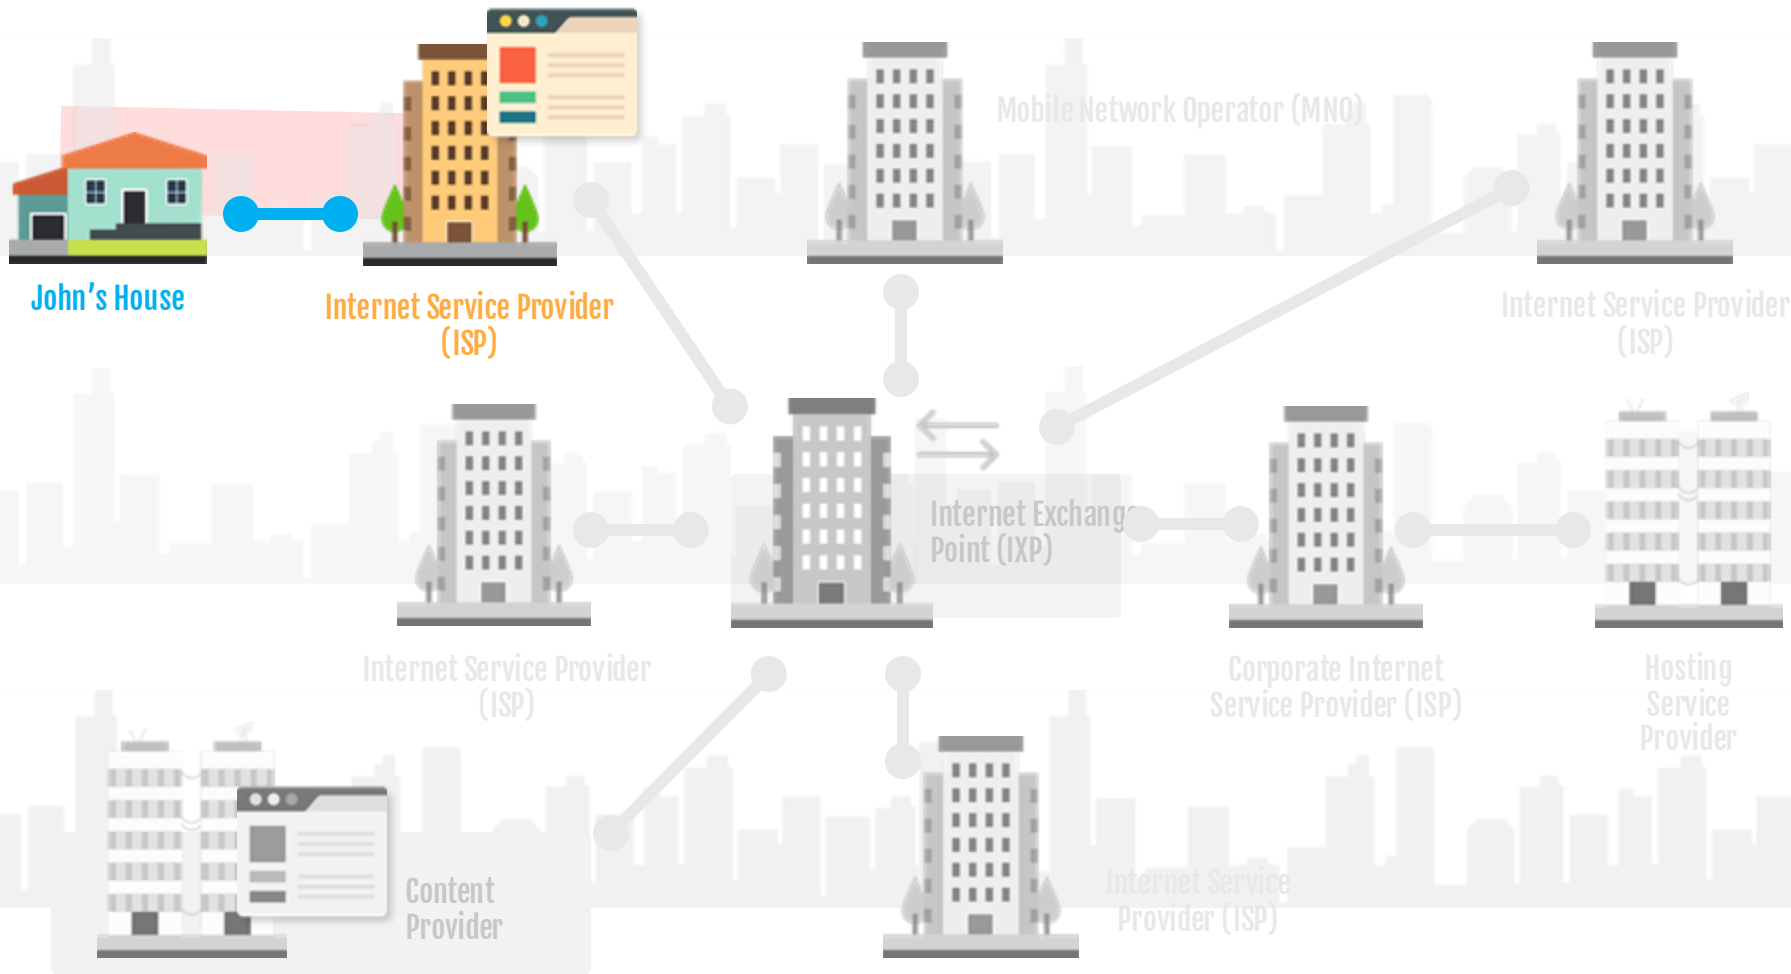 Mobile Network Operator (MNO)
John's House
Internet Service Provider
(ISP)
Internet Service Provider
(ISP)
Internet Exchange
Point (IXP)
Internet Service Provider
(ISP)
Corporate Internet
Service Provider (ISP)
Hosting
Service
Provider
Content
Provider
Internet Service
Provider (ISP)